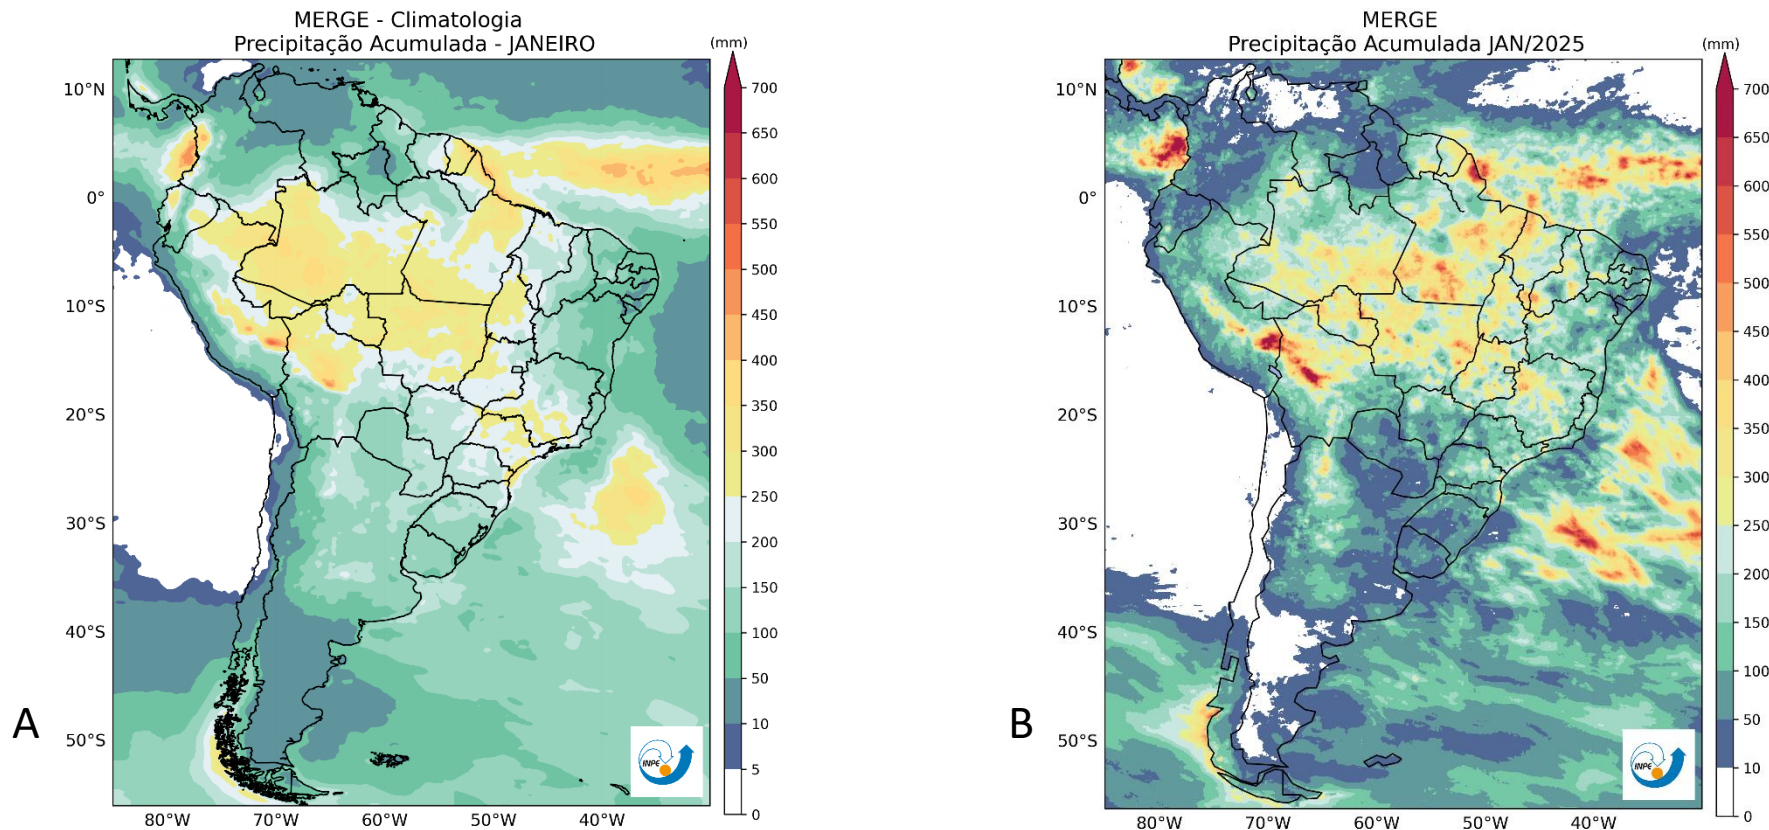 MERGE - Climatologia
Precipitação Acumulada - JANEIRO
(mm)
700
650
600
550
500
450
400
350
300
250
200
150
100
50
10
5
0
10°N
0°
10°S
20°S
30°S
40°S
50°S
80°W
70°W
60°W
50°W
40°W
INPE
A
MERGE
Precipitação Acumulada JAN/2025
(mm)
700
650
600
550
500
450
400
350
300
250
200
150
100
50
10
0
10°N
0°
10°S
20°S
30°S
40°S
50°S
80°W
70°W
60°W
50°W
40°W
INPE
B